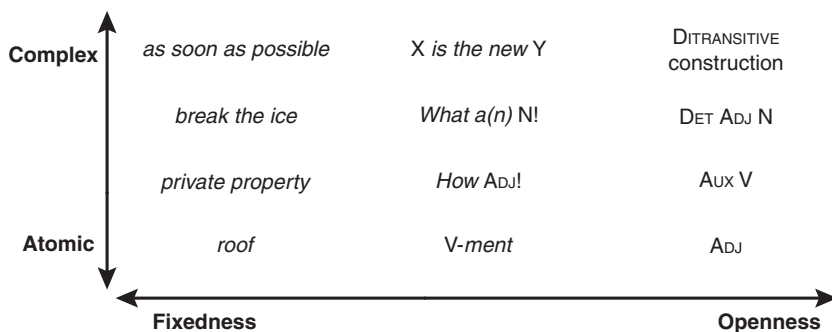 Complex as soon as possible X is the new Y DITRANSITIVE
construction
break the ice What a(n) N! DET ADJ N
private property How ADJ! AUX V
Atomic roof V-ment ADJ
Fixedness Openness